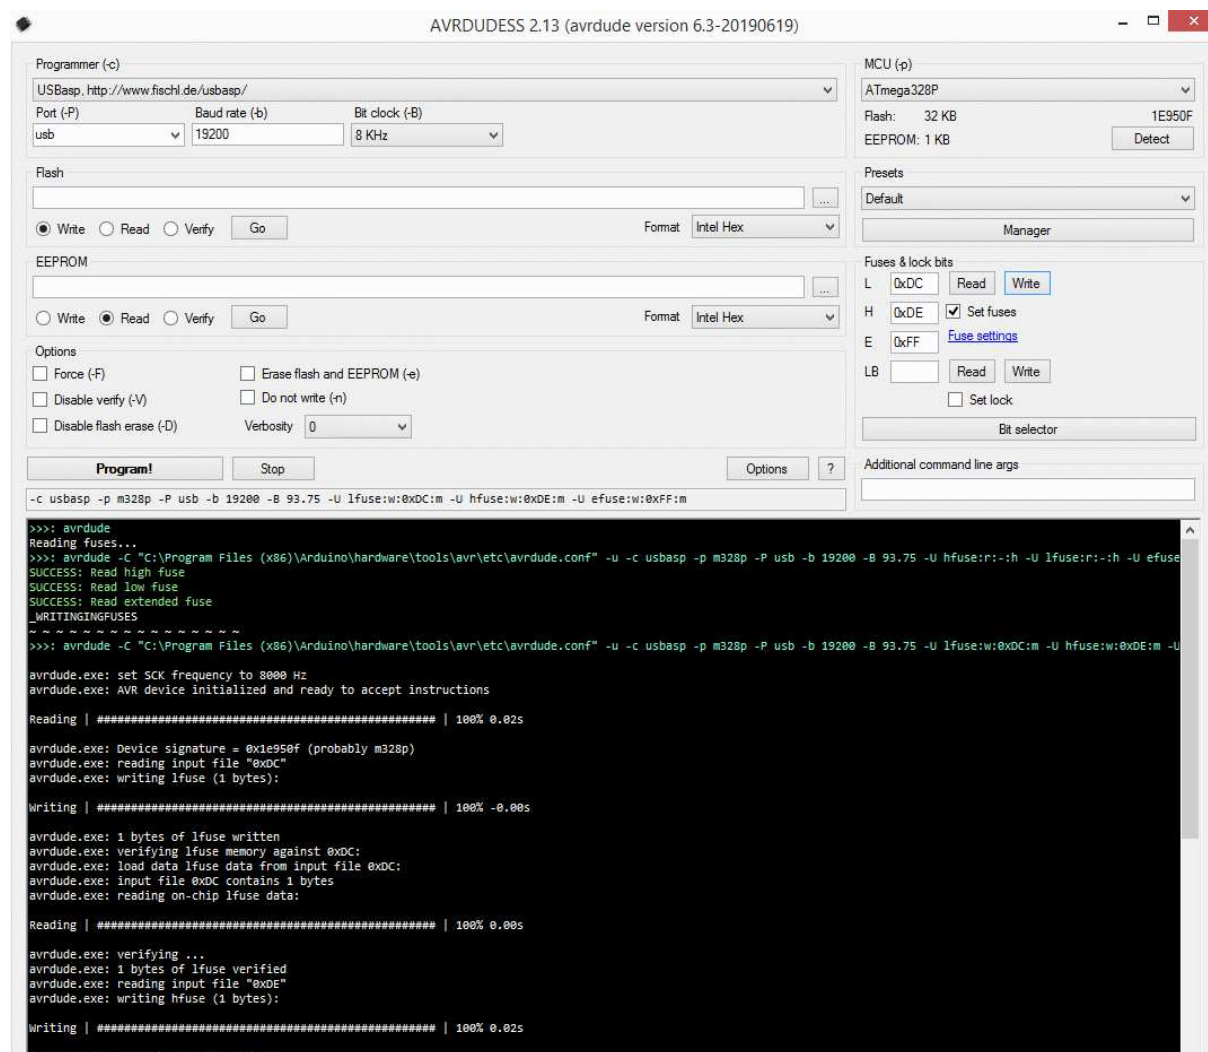 AVRDUDESS 2.13 (avrdude version 6.3-20190619)
Programmer (-c)
USBasp, http://www.fischl.de/usbasp/
Port (-P) Baud rate (-b) Bit clock (-B)
usb 19200 8 KHz
MCU (-p)
ATmega328P
Flash: 32 KB 1E950F
EEPROM: 1 KB Detect
Flash
...
Write Read Verify Go Format Intel Hex
Presets
Default
Manager
EEPROM
...
Write Read Verify Go Format Intel Hex
Fuses & lock bits
L 0xDC Read Write
H 0xDE Set fuses
E 0xFF Fuse settings
LB Read Write
Set lock
Bit selector
Options
Force (-F) Erase flash and EEPROM (-e)
Disable verify (-V) Do not write (-n)
Disable flash erase (-D) Verbosity 0
Program! Stop Options ?
Additional command line args
-c usbasp -p m328p -P usb -b 19200 -B 93.75 -U lfuse:w:0xDC:m -U hfuse:w:0xDE:m -U efuse:w:0xFF:m
>>>: avrdude
Reading fuses...
>>>: avrdude -C "C:\Program Files (x86)\Arduino\hardware\tools\avr\etc\avrdude.conf" -u -c usbasp -p m328p -P usb -b 19200 -B 93.75 -U hfuse:r:-:h -U lfuse:r:-:h -U efuse
SUCCESS: Read high fuse
SUCCESS: Read low fuse
SUCCESS: Read extended fuse
_WRITINGINGFUSES
~ ~ ~ ~ ~ ~ ~ ~ ~ ~ ~ ~ ~ ~ ~ ~
>>>: avrdude -C "C:\Program Files (x86)\Arduino\hardware\tools\avr\etc\avrdude.conf" -u -c usbasp -p m328p -P usb -b 19200 -B 93.75 -U lfuse:w:0xDC:m -U hfuse:w:0xDE:m -U
avrdude.exe: set SCK frequency to 8000 Hz
avrdude.exe: AVR device initialized and ready to accept instructions
Reading | ################################################## | 100% 0.02s
avrdude.exe: Device signature = 0x1e950f (probably m328p)
avrdude.exe: reading input file "0xDC"
avrdude.exe: writing lfuse (1 bytes):
Writing | ################################################## | 100% -0.00s
avrdude.exe: 1 bytes of lfuse written
avrdude.exe: verifying lfuse memory against 0xDC:
avrdude.exe: load data lfuse data from input file 0xDC:
avrdude.exe: input file 0xDC contains 1 bytes
avrdude.exe: reading on-chip lfuse data:
Reading | ################################################## | 100% 0.00s
avrdude.exe: verifying ...
avrdude.exe: 1 bytes of lfuse verified
avrdude.exe: reading input file "0xDE"
avrdude.exe: writing hfuse (1 bytes):
Writing | ################################################## | 100% 0.02s